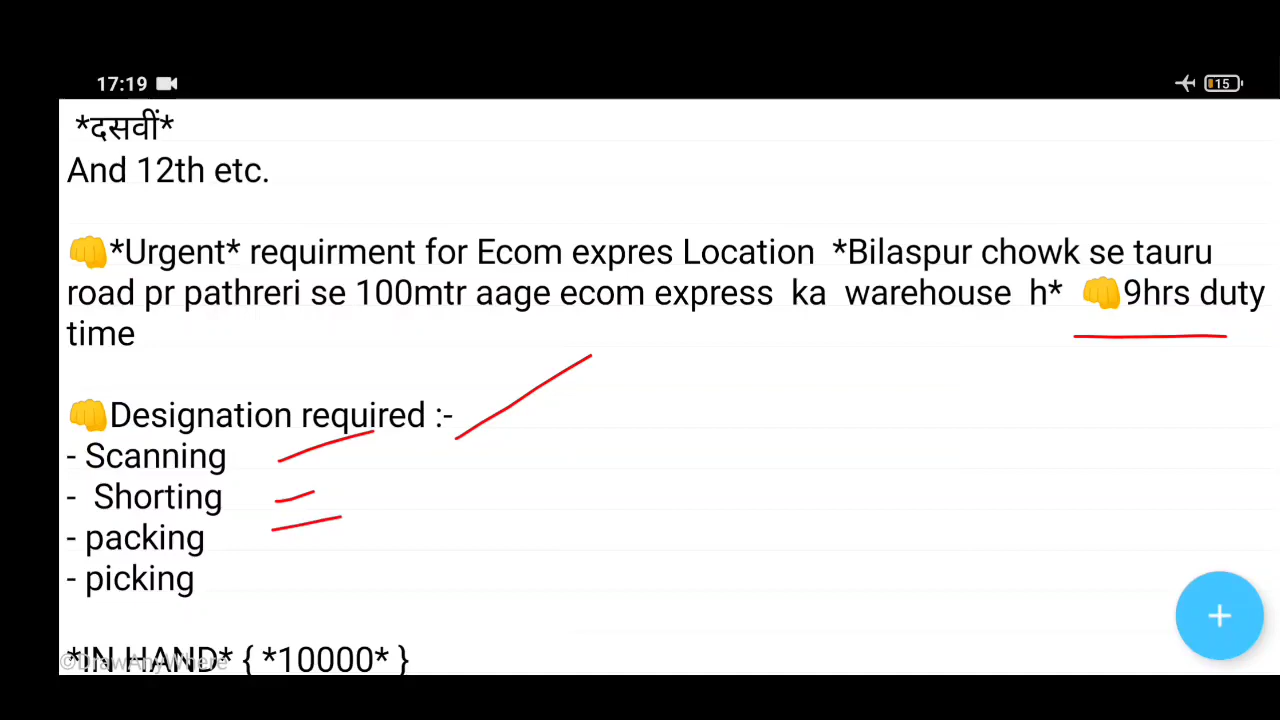 17:19
15
*दसवीं*
And 12th etc.
👊*Urgent* requirment for Ecom expres Location *Bilaspur chowk se tauru
road pr pathreri se 100mtr aage ecom express ka warehouse h* 👊9hrs duty
time
👊Designation required :-
- Scanning
- Shorting
- packing
- picking
*IN HAND* { *10000* }
©DrawAnyWhere